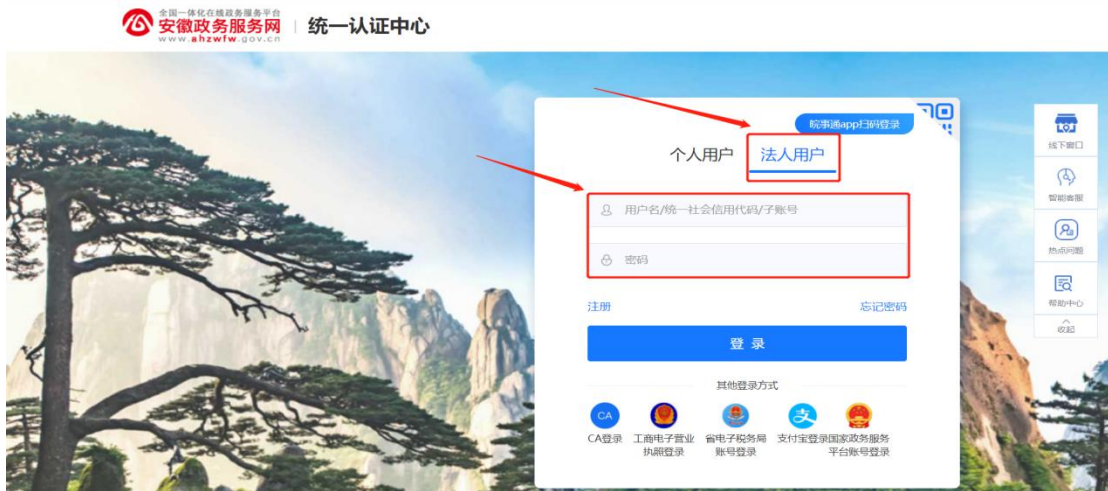 全国一体化在线政务服务平台
安徽政务服务网
www.ahzwfw.gov.cn
统一认证中心
皖事通app扫码登录
个人用户 法人用户
用户名/统一社会信用代码/子账号
密码
注册 忘记密码
登 录
其他登录方式
CA
CA登录 工商电子营业 省电子税务局 支付宝登录 国家政务服务
执照登录 账号登录 平台账号登录
线下窗口
智能客服
热点问题
帮助中心
收起